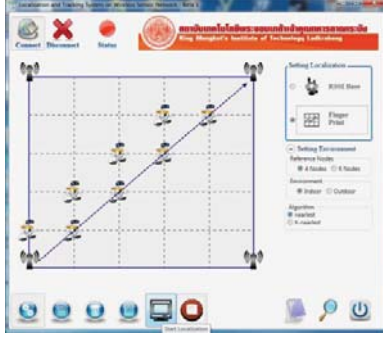 Localization and Tracking System on Wireless Sensor Network - Beta 1
Connect
Disconnect
Status
สถาบันเทคโนโลยีพระจอมเกล้าเจ้าคุณทหารลาดกระบัง
King Mongkut's Institute of Technology Ladkrabang
Setting Localization
RSSI Base
Finger
Print
Setting Environment
Reference Nodes
4 Nodes
6 Nodes
Environment
Indoor
Outdoor
Algorithm
nearlest
K-nearlest
Start Localization